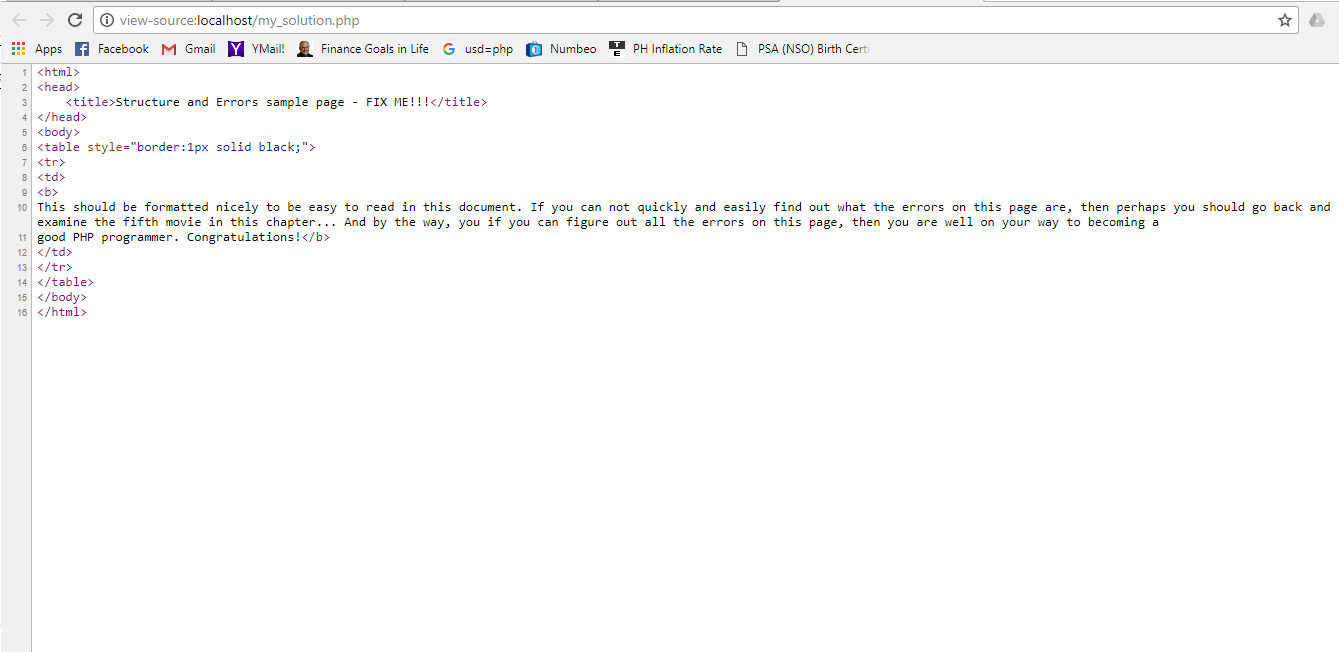 view-source:localhost/my_solution.php
Apps Facebook Gmail YMail! Finance Goals in Life usd=php Numbeo PH Inflation Rate PSA (NSO) Birth Certi
1 <html>
2 <head>
3 <title>Structure and Errors sample page - FIX ME!!!</title>
4 </head>
5 <body>
6 <table style="border:1px solid black;">
7 <tr>
8 <td>
9 <b>
10 This should be formatted nicely to be easy to read in this document. If you can not quickly and easily find out what the errors on this page are, then perhaps you should go back and
examine the fifth movie in this chapter... And by the way, you if you can figure out all the errors on this page, then you are well on your way to becoming a
11 good PHP programmer. Congratulations!</b>
12 </td>
13 </tr>
14 </table>
15 </body>
16 </html>